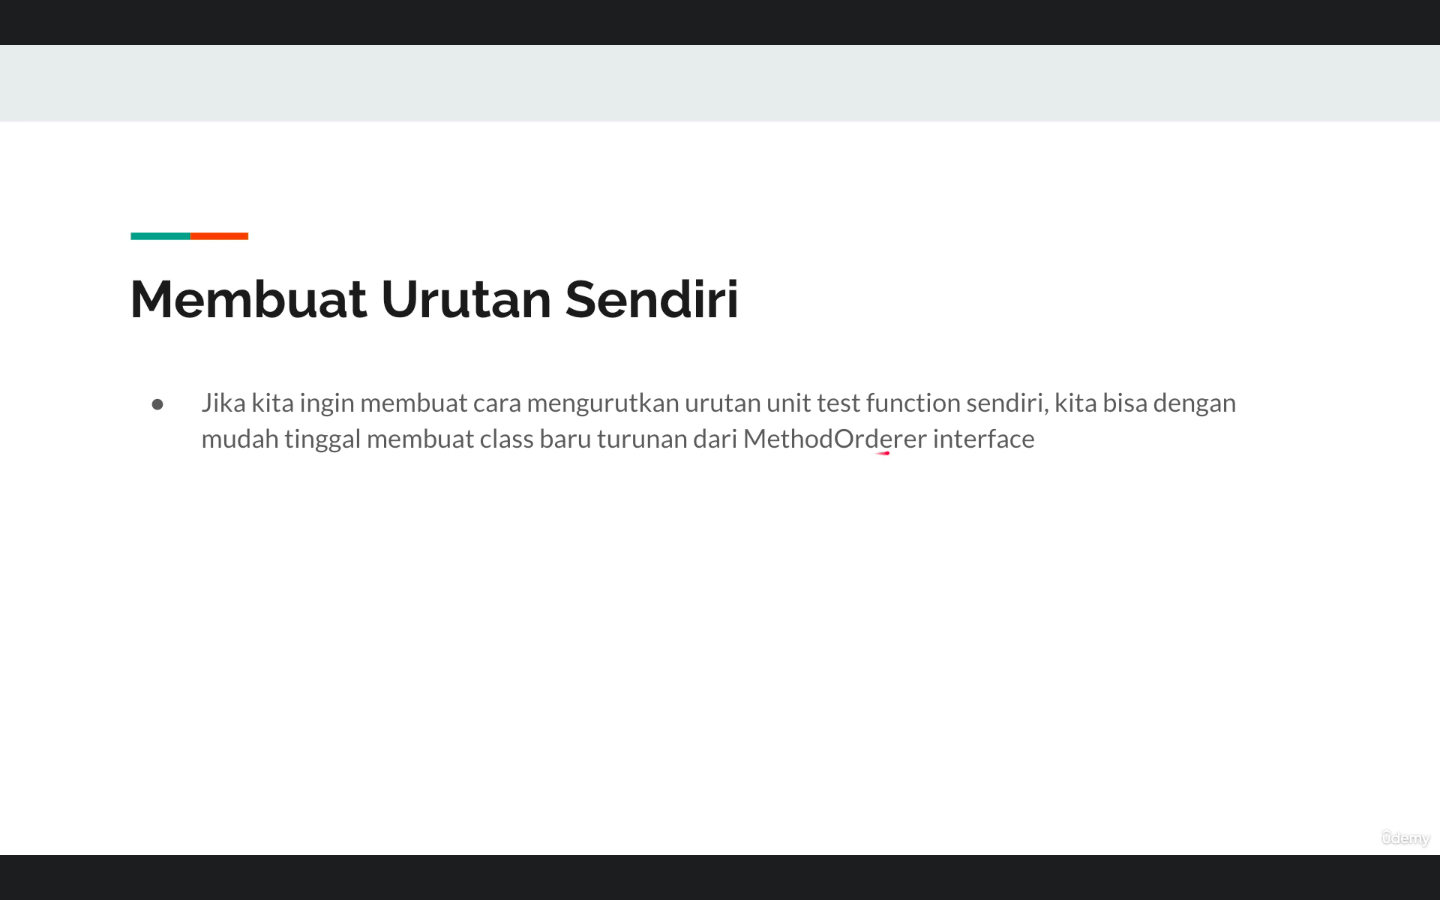 Membuat Urutan Sendiri
● Jika kita ingin membuat cara mengurutkan urutan unit test function sendiri, kita bisa dengan
mudah tinggal membuat class baru turunan dari MethodOrderer interface
ûdemy